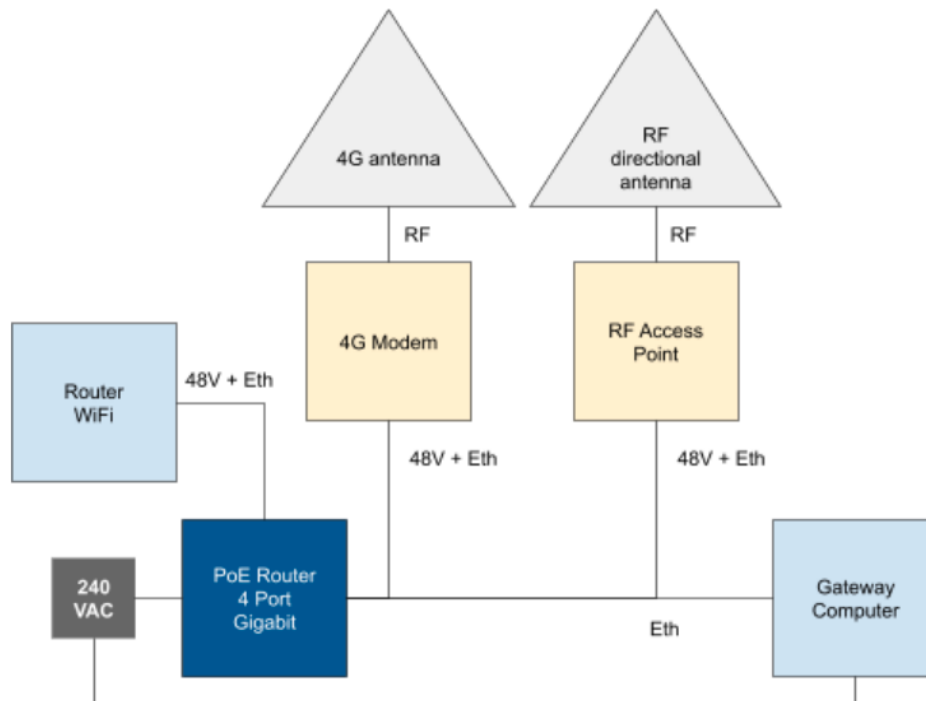 4G antenna
RF
directional
antenna
RF
RF
4G Modem
RF Access
Point
Router
WiFi
48V + Eth
48V + Eth
48V + Eth
240
VAC
PoE Router
4 Port
Gigabit
Eth
Gateway
Computer